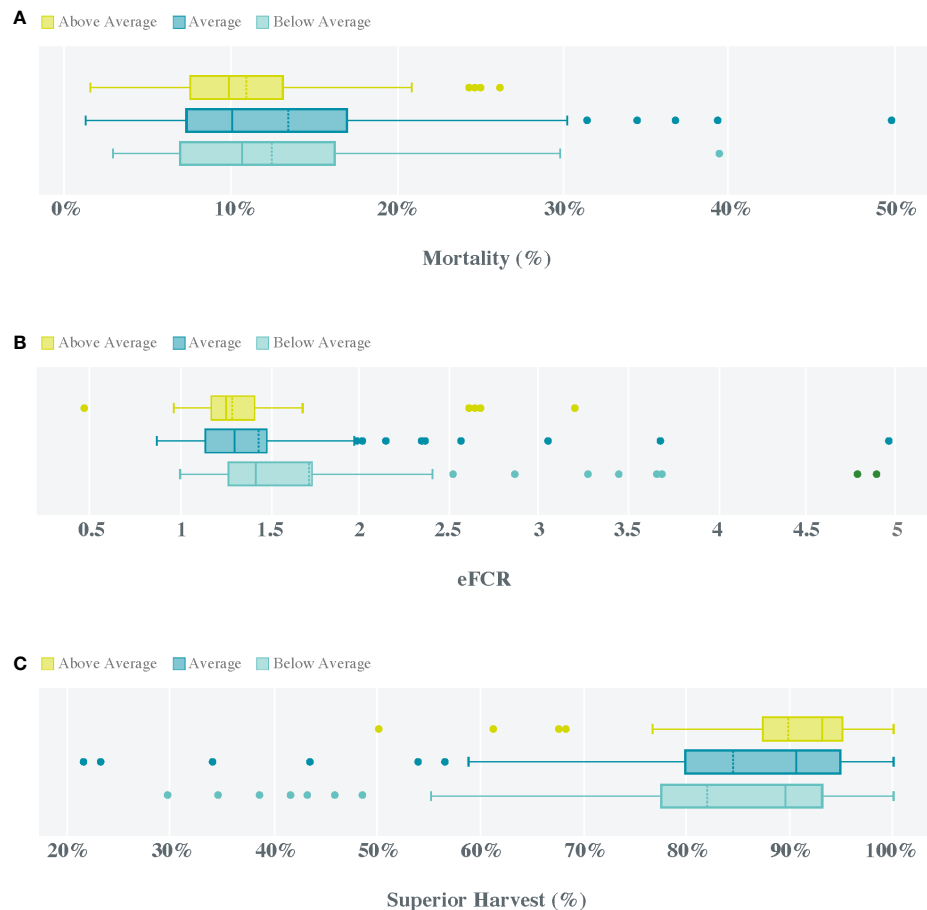 A
Above Average Average Below Average
0% 10% 20% 30% 40% 50%
Mortality (%)
B
Above Average Average Below Average
0.5 1 1.5 2 2.5 3 3.5 4 4.5 5
eFCR
C
Above Average Average Below Average
20% 30% 40% 50% 60% 70% 80% 90% 100%
Superior Harvest (%)